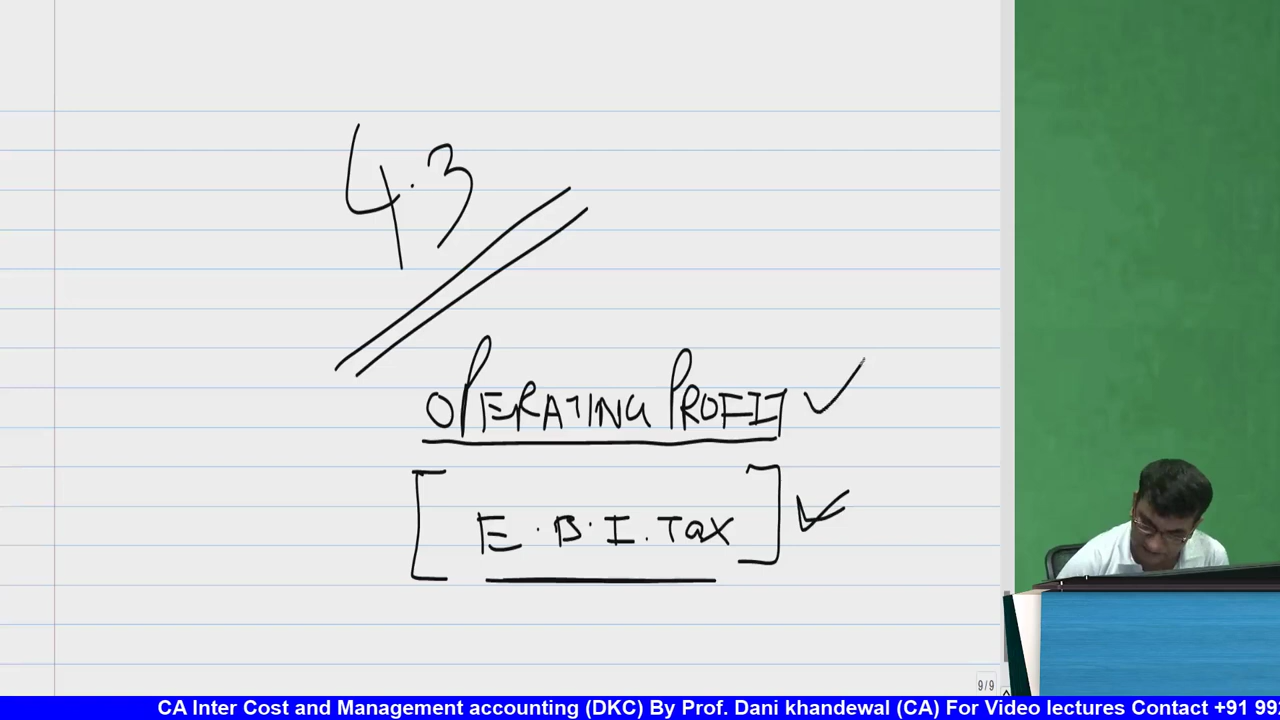 4.3
OPERATING PROFIT
[E.B.I.Tax]
9/9
CA Inter Cost and Management accounting (DKC) By Prof. Dani khandewal (CA) For Video lectures Contact +91 99